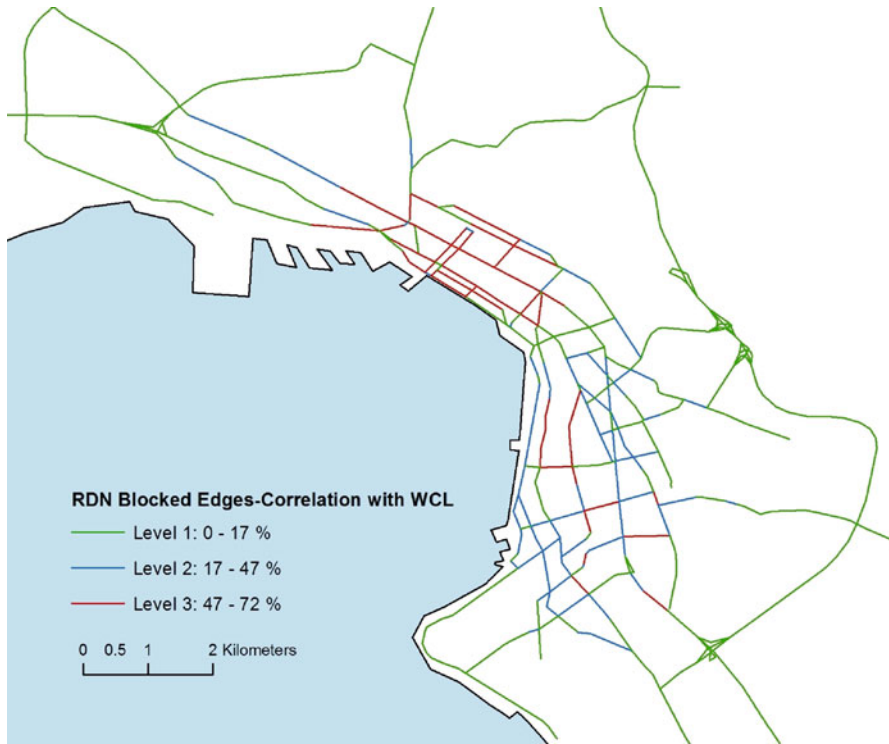 RDN Blocked Edges-Correlation with WCL
Level 1: 0 - 17 %
Level 2: 17 - 47 %
Level 3: 47 - 72 %
0 0.5 1 2 Kilometers